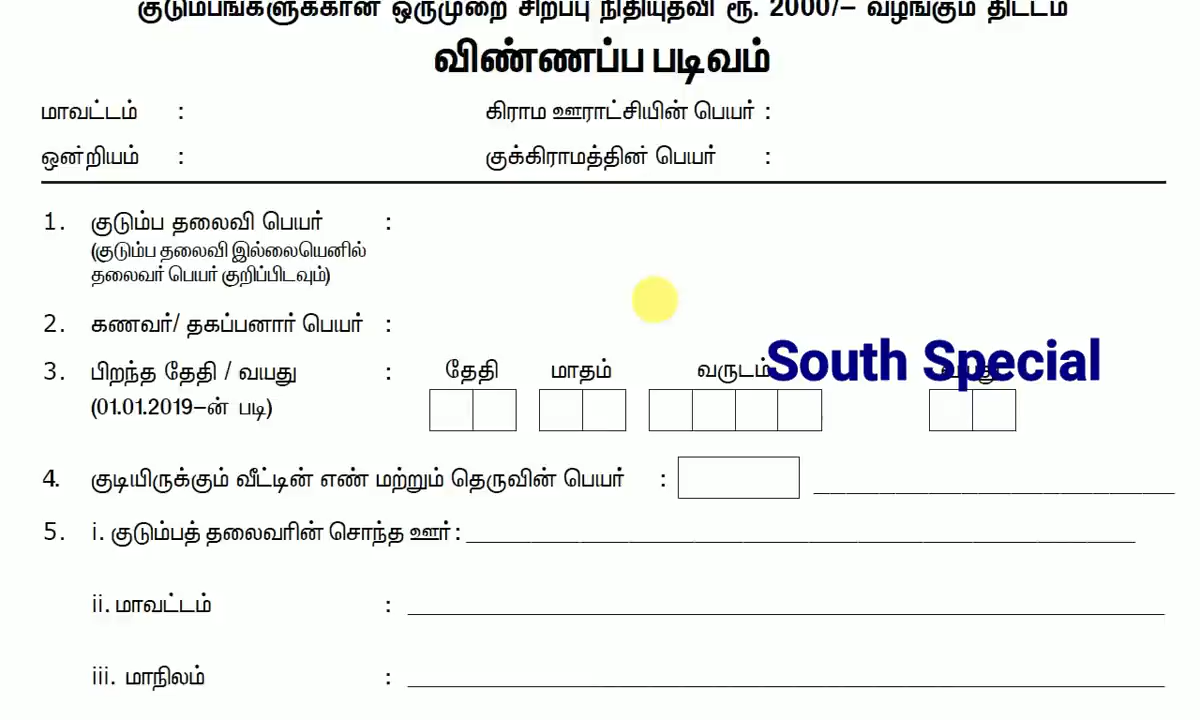 குடும்பங்களுக்கான ஒருமுறை சிறப்பு நிதியுதவி ரூ. 2000/– வழங்கும் திட்டம்
விண்ணப்ப படிவம்
மாவட்டம் : கிராம ஊராட்சியின் பெயர் :
ஒன்றியம் : குக்கிராமத்தின் பெயர் :
1. குடும்ப தலைவி பெயர் :
(குடும்ப தலைவி இல்லையெனில்
தலைவர் பெயர் குறிப்பிடவும்)
2. கணவர்/ தகப்பனார் பெயர் :
South Special
3. பிறந்த தேதி / வயது : தேதி மாதம் வருடம் வயது
(01.01.2019–ன் படி)
4. குடியிருக்கும் வீட்டின் எண் மற்றும் தெருவின் பெயர் :
5. i. குடும்பத் தலைவரின் சொந்த ஊர் :
ii. மாவட்டம் :
iii. மாநிலம் :